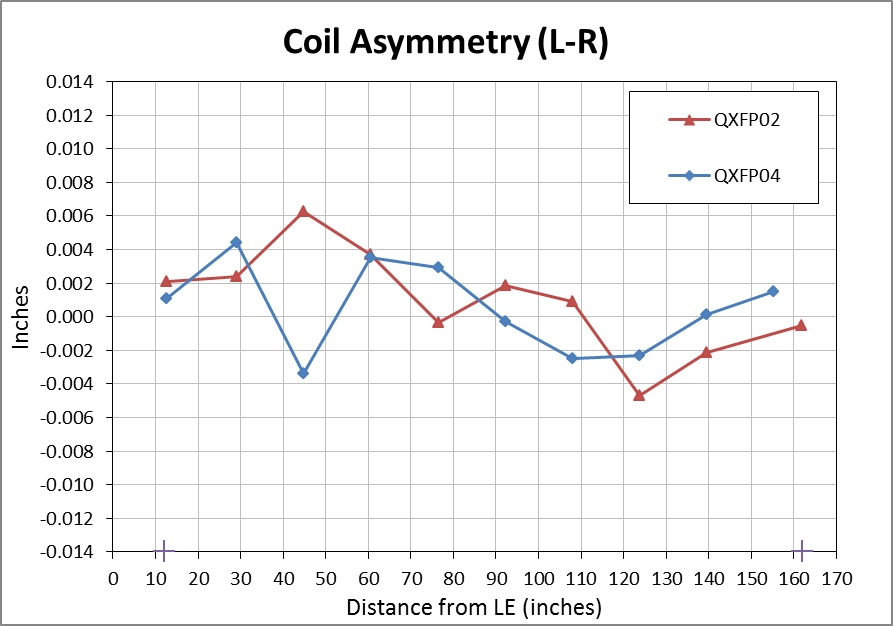 Coil Asymmetry (L-R)
0.014
0.012
0.010
0.008
0.006
0.004
0.002
0.000
-0.002
-0.004
-0.006
-0.008
-0.010
-0.012
-0.014
Inches
QXFP02
QXFP04
0 10 20 30 40 50 60 70 80 90 100 110 120 130 140 150 160 170
Distance from LE (inches)